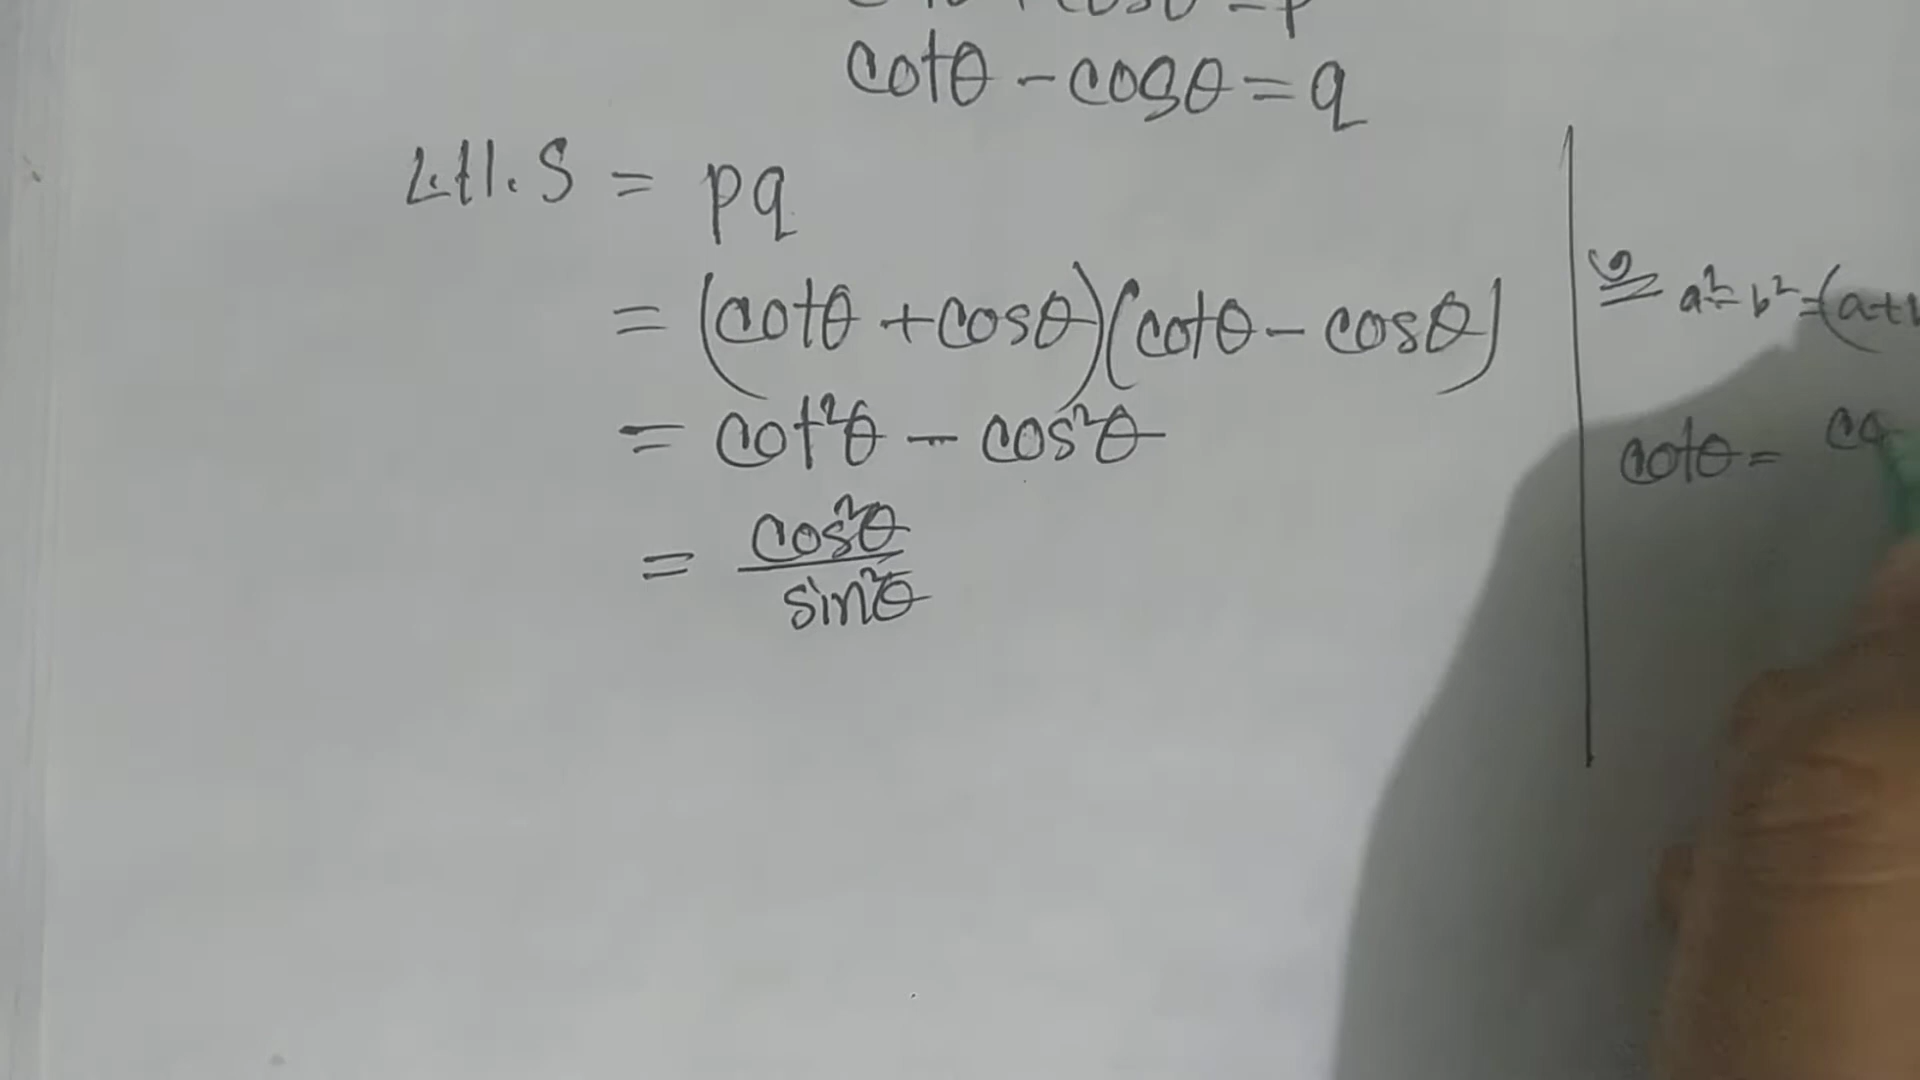 cotθ - cosθ = q
L.H.S = pq
= (cotθ + cosθ)(cotθ - cosθ)
= cot²θ - cos²θ
= cos²θ / sin²θ
a² - b² = (a+
cotθ =